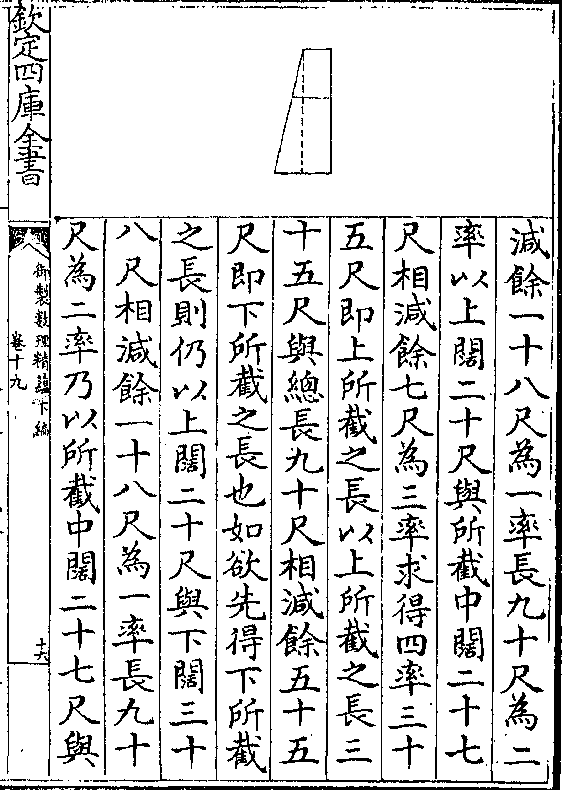 減餘一十八尺為一率長九十尺為二
率以上闊二十尺與所截中闊二十七
尺相減餘七尺為三率求得四率三十
五尺即上所截之長以上所截之長三
十五尺與總長九十尺相減餘五十五
尺即下所截之長也如欲先得下所截
之長則仍以上闊二十尺與下闊三十
八尺相減餘一十八尺為一率長九十
尺為二率乃以所截中闊二十七尺與
欽定四庫全書
御製數理精蘊下編
卷十九
十六